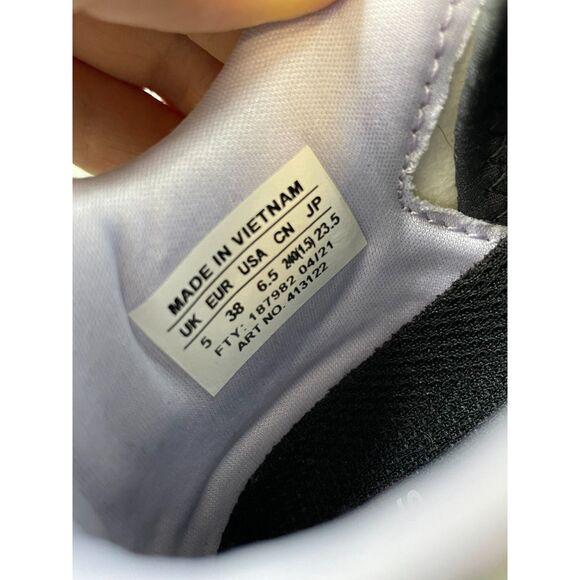 MADE IN VIETNAM
UK EUR USA CN JP
5 38 6.5 240(1.5) 23.5
FTY: 187982 04/21
ART NO. 413122